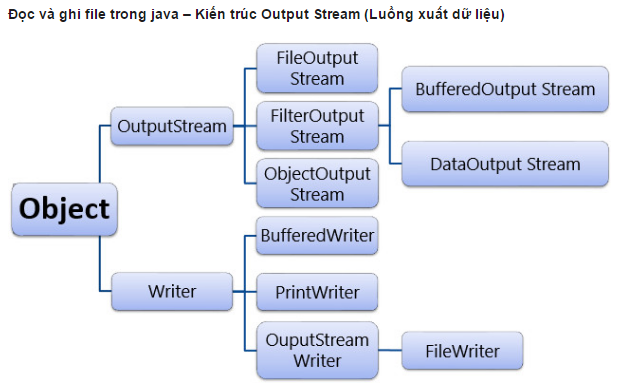 Đọc và ghi file trong java – Kiến trúc Output Stream (Luồng xuất dữ liệu)
Object
OutputStream
FileOutput
Stream
FilterOutput
Stream
ObjectOutput
Stream
BufferedOutput Stream
DataOutput Stream
Writer
BufferedWriter
PrintWriter
OuputStream
Writer
FileWriter